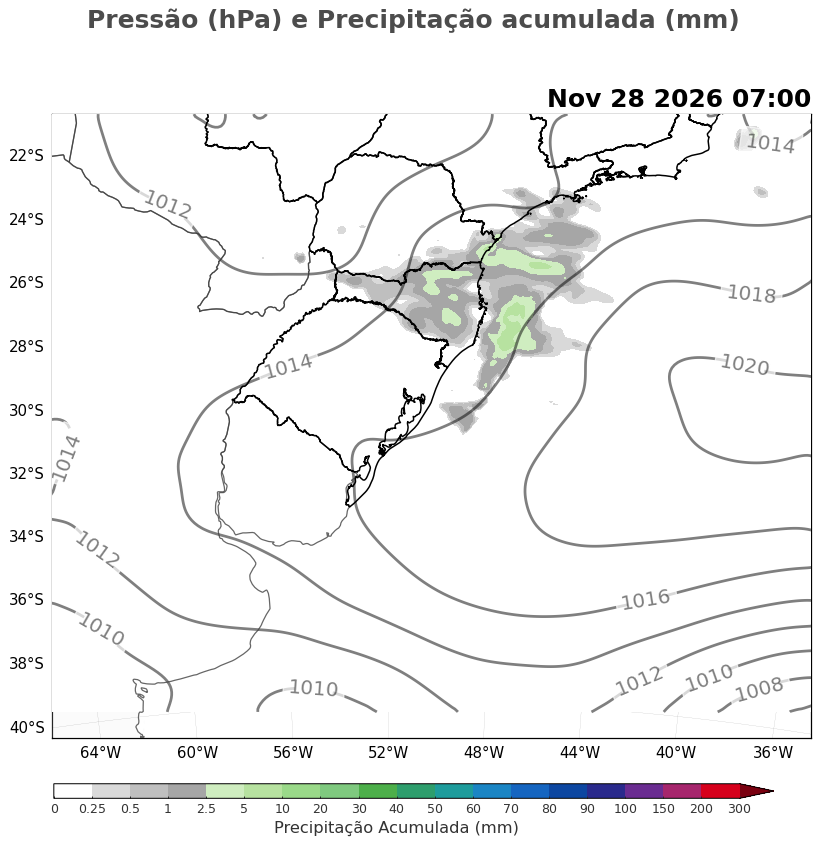 Pressão (hPa) e Precipitação acumulada (mm)
Nov 28 2026 07:00
22°S
24°S
26°S
28°S
30°S
32°S
34°S
36°S
38°S
40°S
1014
1012
1018
1020
1014
1014
1012
1016
1010
1012
1010
1008
1010
64°W 60°W 56°W 52°W 48°W 44°W 40°W 36°W
0 0.25 0.5 1 2.5 5 10 20 30 40 50 60 70 80 90 100 150 200 300
Precipitação Acumulada (mm)